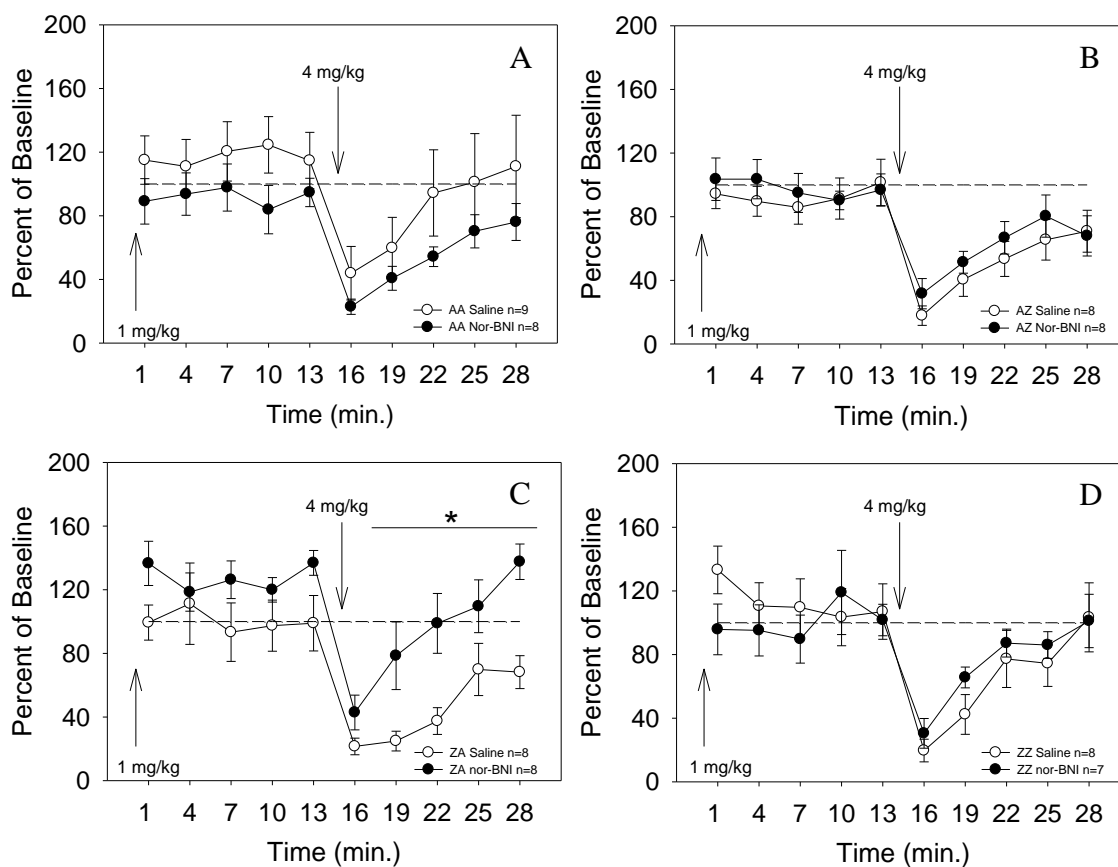 200
160
120
80
40
0
Percent of Baseline
A
4 mg/kg
1 mg/kg
AA Saline n=9
AA Nor-BNI n=8
1 4 7 10 13 16 19 22 25 28
Time (min.)
200
160
120
80
40
0
Percent of Baseline
B
4 mg/kg
1 mg/kg
AZ Saline n=8
AZ Nor-BNI n=8
1 4 7 10 13 16 19 22 25 28
Time (min.)
200
160
120
80
40
0
Percent of Baseline
C
4 mg/kg
*
1 mg/kg
ZA Saline n=8
ZA nor-BNI n=8
1 4 7 10 13 16 19 22 25 28
Time (min.)
200
160
120
80
40
0
Percent of Baseline
D
4 mg/kg
1 mg/kg
ZZ Saline n=8
ZZ nor-BNI n=7
1 4 7 10 13 16 19 22 25 28
Time (min.)